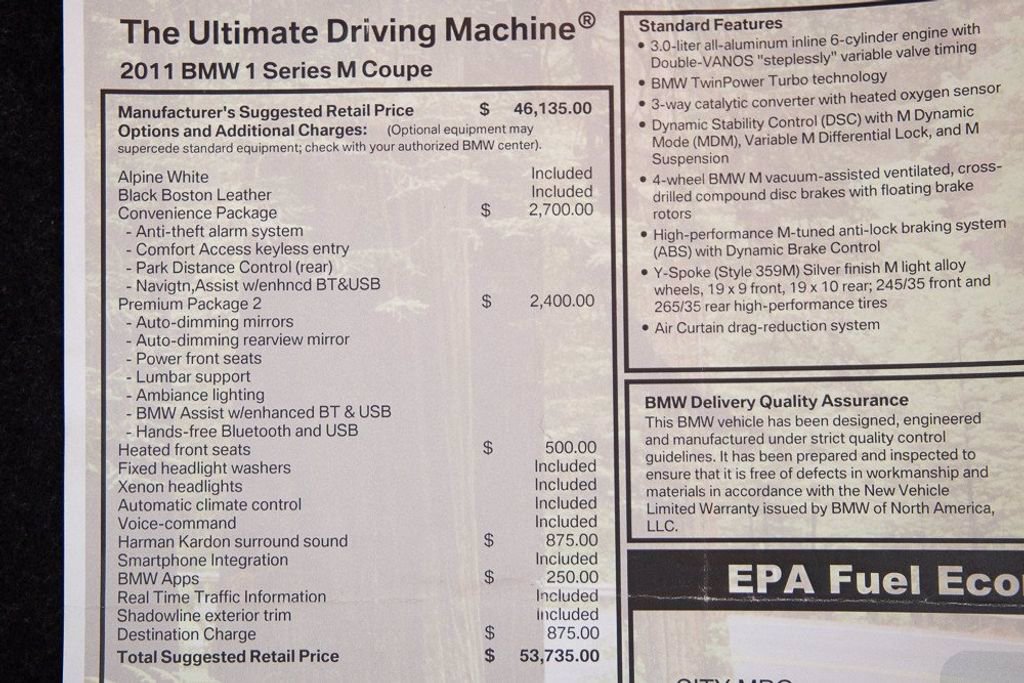 The Ultimate Driving Machine®
2011 BMW 1 Series M Coupe
Manufacturer's Suggested Retail Price $ 46,135.00
Options and Additional Charges: (Optional equipment may
supercede standard equipment; check with your authorized BMW center).
Alpine White Included
Black Boston Leather Included
Convenience Package $ 2,700.00
- Anti-theft alarm system
- Comfort Access keyless entry
- Park Distance Control (rear)
- Navigtn,Assist w/enhncd BT&USB
Premium Package 2 $ 2,400.00
- Auto-dimming mirrors
- Auto-dimming rearview mirror
- Power front seats
- Lumbar support
- Ambiance lighting
- BMW Assist w/enhanced BT & USB
- Hands-free Bluetooth and USB
Heated front seats $ 500.00
Fixed headlight washers Included
Xenon headlights Included
Automatic climate control Included
Voice-command Included
Harman Kardon surround sound $ 875.00
Smartphone Integration Included
BMW Apps $ 250.00
Real Time Traffic Information Included
Shadowline exterior trim Included
Destination Charge $ 875.00
Total Suggested Retail Price $ 53,735.00
Standard Features
• 3.0-liter all-aluminum inline 6-cylinder engine with
Double-VANOS "steplessly" variable valve timing
• BMW TwinPower Turbo technology
• 3-way catalytic converter with heated oxygen sensor
• Dynamic Stability Control (DSC) with M Dynamic
Mode (MDM), Variable M Differential Lock, and M
Suspension
• 4-wheel BMW M vacuum-assisted ventilated, cross-
drilled compound disc brakes with floating brake
rotors
• High-performance M-tuned anti-lock braking system
(ABS) with Dynamic Brake Control
• Y-Spoke (Style 359M) Silver finish M light alloy
wheels, 19 x 9 front, 19 x 10 rear; 245/35 front and
265/35 rear high-performance tires
• Air Curtain drag-reduction system
BMW Delivery Quality Assurance
This BMW vehicle has been designed, engineered
and manufactured under strict quality control
guidelines. It has been prepared and inspected to
ensure that it is free of defects in workmanship and
materials in accordance with the New Vehicle
Limited Warranty issued by BMW of North America,
LLC.
EPA Fuel Eco
CITY MPG